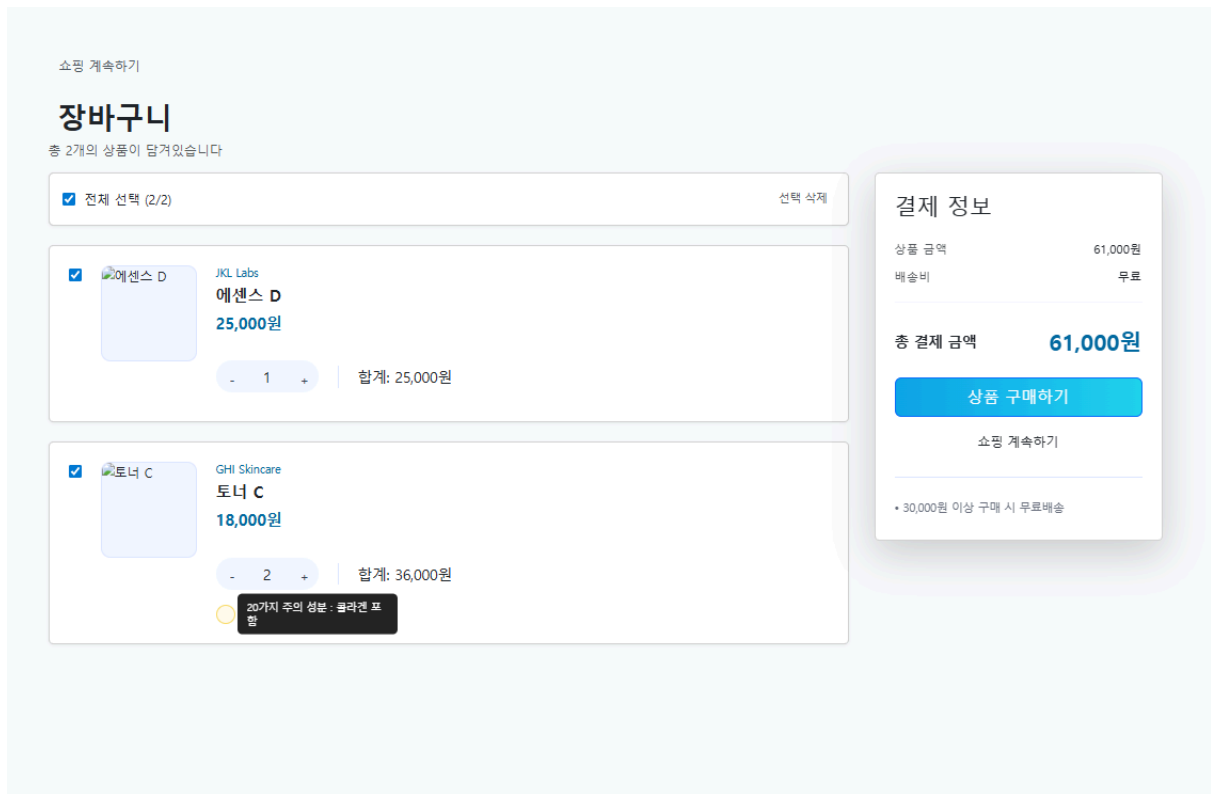 쇼핑 계속하기
장바구니
총 2개의 상품이 담겨있습니다
전체 선택 (2/2)
선택 삭제
에센스 D
JKL Labs
에센스 D
25,000원
- 1 +
합계: 25,000원
토너 C
GHI Skincare
토너 C
18,000원
- 2 +
합계: 36,000원
20가지 주의 성분 : 콜라겐 포
함
결제 정보
상품 금액 61,000원
배송비 무료
총 결제 금액 61,000원
상품 구매하기
쇼핑 계속하기
• 30,000원 이상 구매 시 무료배송